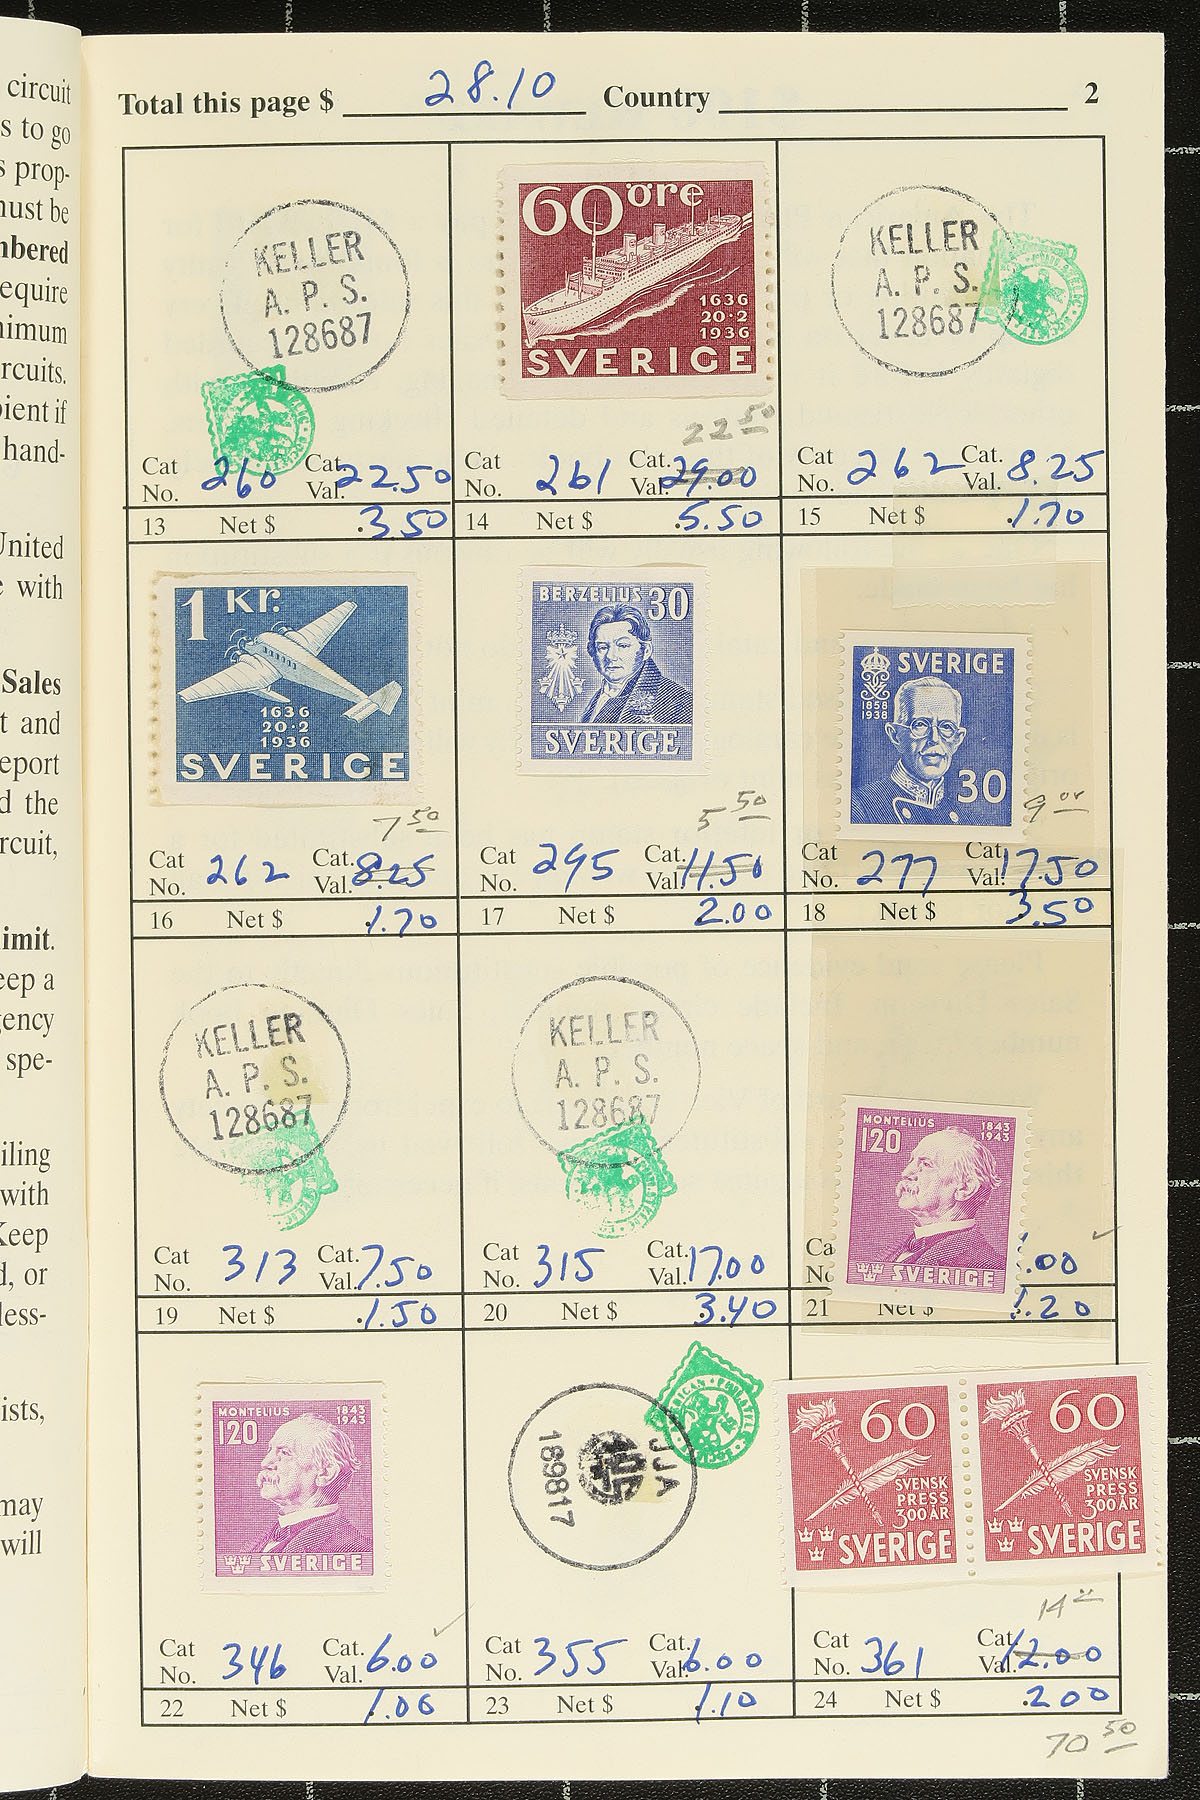 circuit
s to go
s prop-
must be
nbered
equire
nimum
rcuits.
pient if
hand-
United
e with
Sales
t and
eport
d the
rcuit,
imit.
eep a
gency
spe-
iling
with
Keep
d, or
less-
ists,
may
will
Total this page $ 28.10 Country 2
KELLER
A. P. S.
128687
Cat No. 260 Cat. Val. 22.50
13 Net $ .3.50
60 öre
1636
20·2
1936
SVERIGE
22 50
Cat No. 261 Cat. Val. 29.00
14 Net $ .5.50
KELLER
A. P. S.
128687
Cat No. 262 Cat. Val. 8.25
15 Net $ .1.70
1 Kr.
1636
20·2
1936
SVERIGE
7 50
Cat No. 262 Cat. Val. 8.25
16 Net $ 1.70
BERZELIUS 30
SVERIGE
5 50
Cat No. 295 Cat. Val. 11.50
17 Net $ 2.00
SVERIGE
1858
1938
30
9 00
Cat No. 277 Cat. Val. 17.50
18 Net $ 3.50
KELLER
A. P. S.
128687
Cat No. 313 Cat. Val. 7.50
19 Net $ .1.50
KELLER
A. P. S.
128687
Cat No. 315 Cat. Val. 17.00
20 Net $ 3.40
MONTELIUS 1843
120 1943
SVERIGE
.00
21 Net $ 1.20
MONTELIUS 1843
120 1943
SVERIGE
Cat No. 346 Cat. Val. 6.00
22 Net $ 1.00
JJA
189817
Cat No. 355 Cat. Val. 6.00
23 Net $ 1.10
60
SVENSK
PRESS
300 ÅR
SVERIGE
60
SVENSK
PRESS
300 ÅR
SVERIGE
14
Cat No. 361 Cat. Val. 12.00
24 Net $ .200
70 50